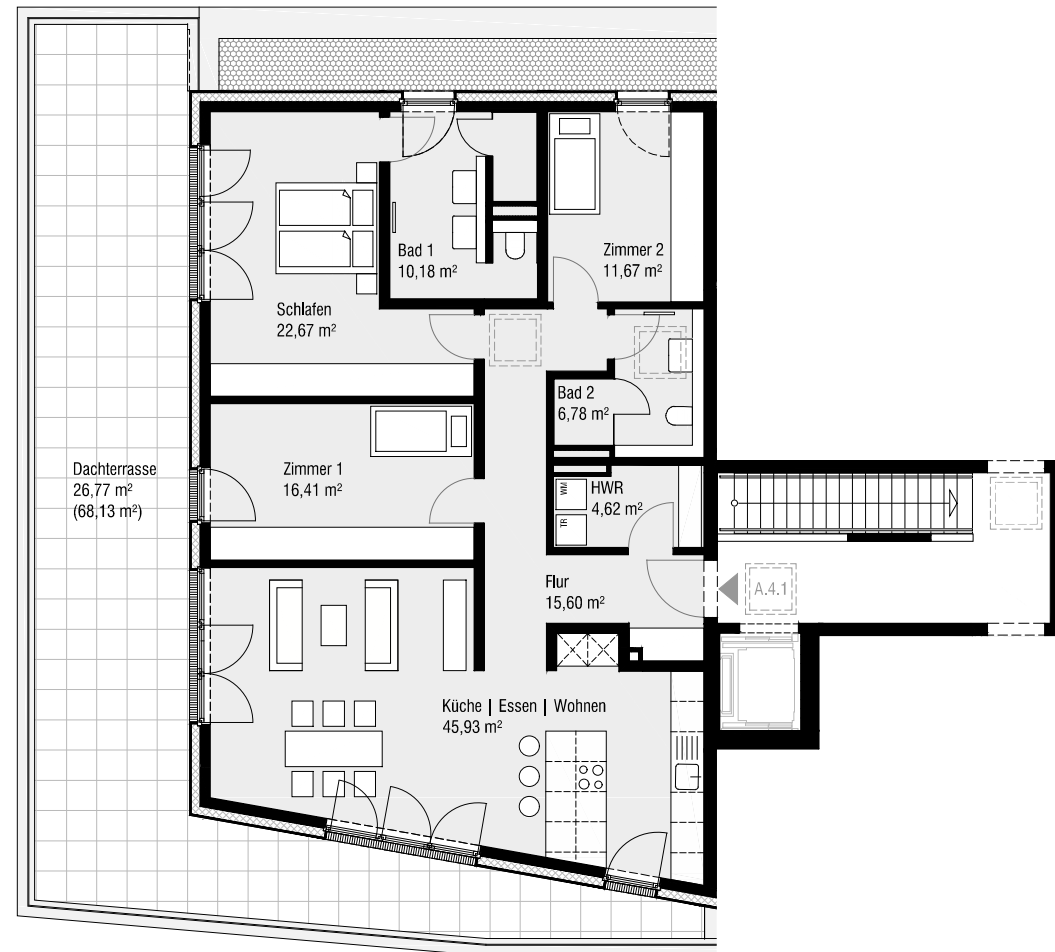 Bad 1
10,18 m²
Zimmer 2
11,67 m²
Schlafen
22,67 m²
Bad 2
6,78 m²
Dachterrasse
26,77 m²
(68,13 m²)
Zimmer 1
16,41 m²
WM
TR
HWR
4,62 m²
Flur
15,60 m²
A.4.1
Küche | Essen | Wohnen
45,93 m²